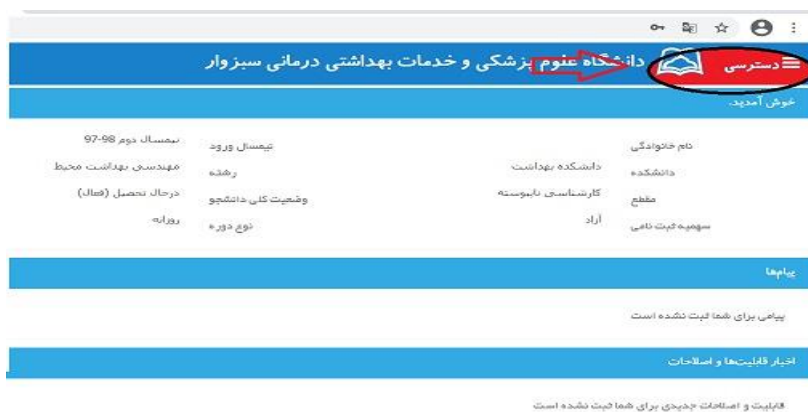 دسترسی دانشگاه علوم پزشکی و خدمات بهداشتی درمانی سبزوار
خوش آمدید.
نام خانوادگی نیمسال ورود نیمسال دوم 98-97
دانشکده دانشکده بهداشت رشته مهندسی بهداشت محیط
مقطع کارشناسی ناپیوسته وضعیت کلی دانشجو درحال تحصیل (فعال)
سهمیه ثبت نامی آزاد نوع دوره روزانه
پیام‌ها
پیامی برای شما ثبت نشده است
اخبار قابلیت‌ها و اصلاحات
قابلیت و اصلاحات جدیدی برای شما ثبت نشده است